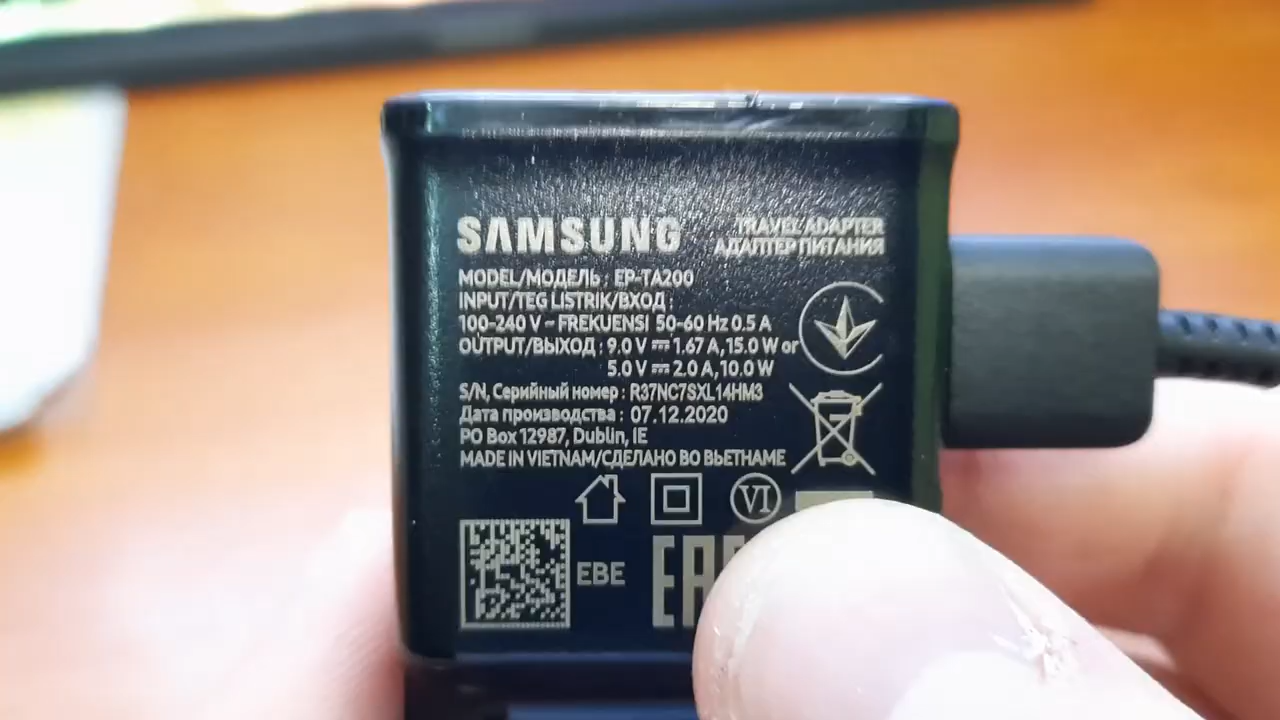 SAMSUNG
TRAVEL ADAPTER
АДАПТЕР ПИТАНИЯ
MODEL/МОДЕЛЬ : EP-TA200
INPUT/TEG LISTRIK/ВХОД :
100-240 V ~ FREKUENSI 50-60 Hz 0.5 A
OUTPUT/ВЫХОД : 9.0 V ⎓ 1.67 A, 15.0 W or
5.0 V ⎓ 2.0 A, 10.0 W
S/N, Серийный номер : R37NC7SXL14HM3
Дата производства : 07.12.2020
PO Box 12987, Dublin, IE
MADE IN VIETNAM/СДЕЛАНО ВО ВЬЕТНАМЕ
VI
EBE
EAC